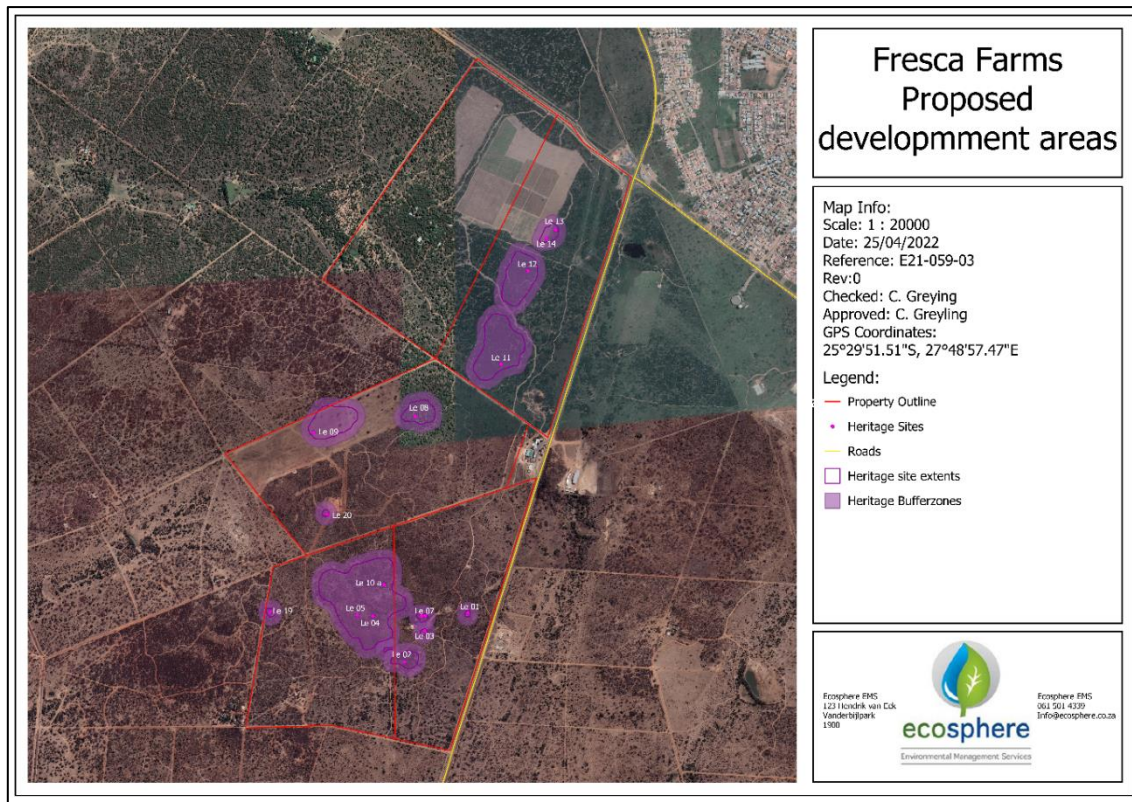 Fresca Farms
Proposed
developmment areas
Map Info:
Scale: 1 : 20000
Date: 25/04/2022
Reference: E21-059-03
Rev:0
Checked: C. Greying
Approved: C. Greyling
GPS Coordinates:
25°29'51.51"S, 27°48'57.47"E
Legend:
Property Outline
Heritage Sites
Roads
Heritage site extents
Heritage Bufferzones
Le 13
Le 14
Le 12
Le 11
Le 08
Le 09
Le 20
Le 10 a
Le 05
Le 04
Le 07
Le 01
Le 19
Le 03
Le 02
Ecosphere EMS
123 Hendrik van Eck
Vanderbijlpark
1900
ecosphere
Environmental Management Services
Ecosphere EMS
061 501 4339
Info@ecosphere.co.za